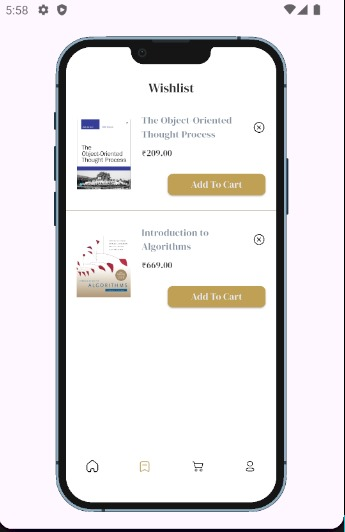 5:58
Wishlist
The Object-Oriented
Thought Process
The
Object-Oriented
Thought Process
₹209.00
Add To Cart
Introduction to
Algorithms
ALGORITHMS
₹669.00
Add To Cart